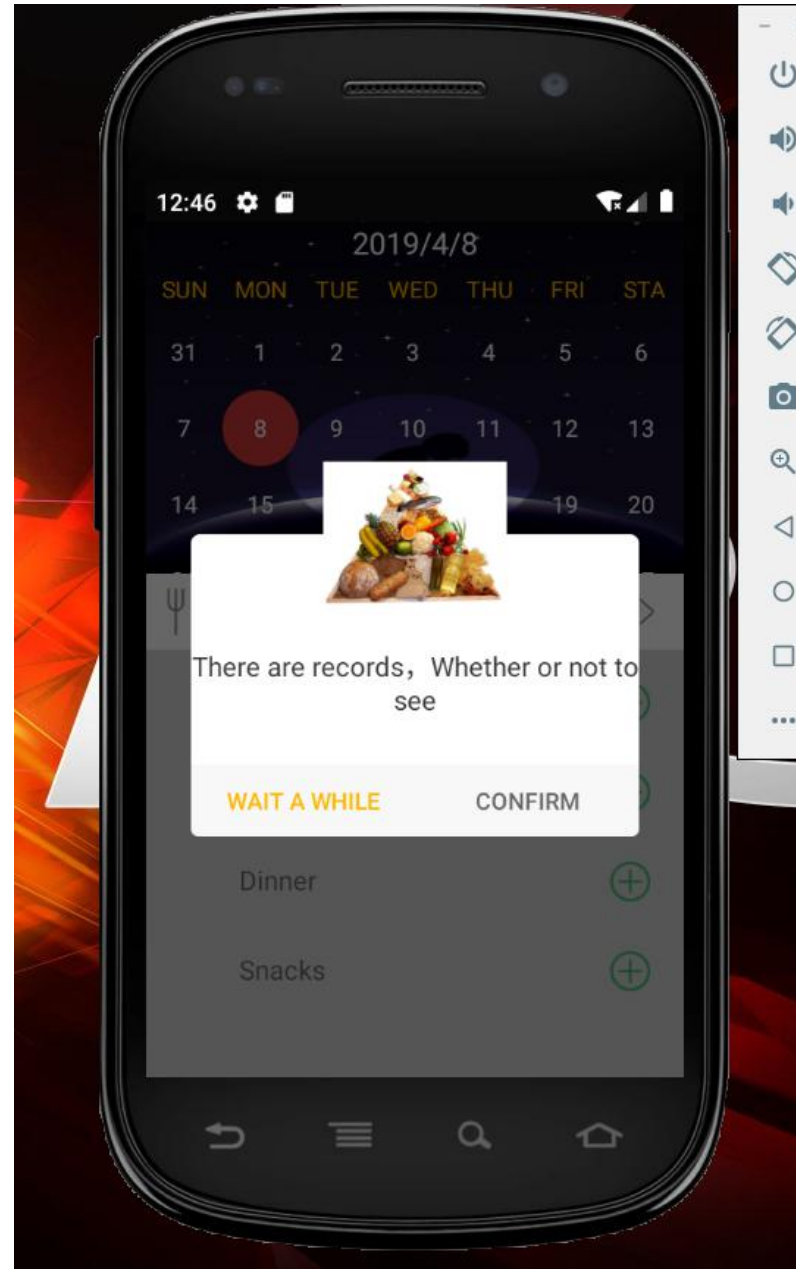 12:46
2019/4/8
SUN MON TUE WED THU FRI STA
31 1 2 3 4 5 6
7 8 9 10 11 12 13
14 15 19 20
There are records，Whether or not to
see
WAIT A WHILE CONFIRM
Dinner
Snacks